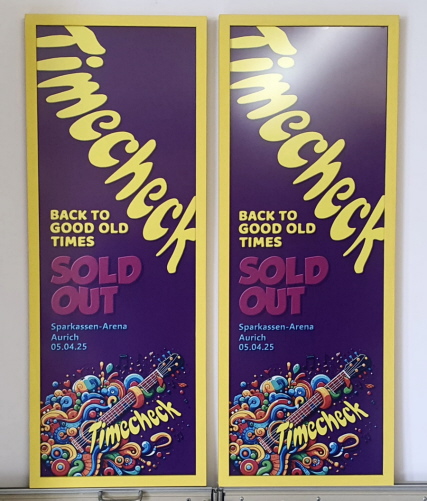 Timecheck
BACK TO
GOOD OLD
TIMES
SOLD
OUT
Sparkassen-Arena
Aurich
05.04.25
Timecheck
Timecheck
BACK TO
GOOD OLD
TIMES
SOLD
OUT
Sparkassen-Arena
Aurich
05.04.25
Timecheck